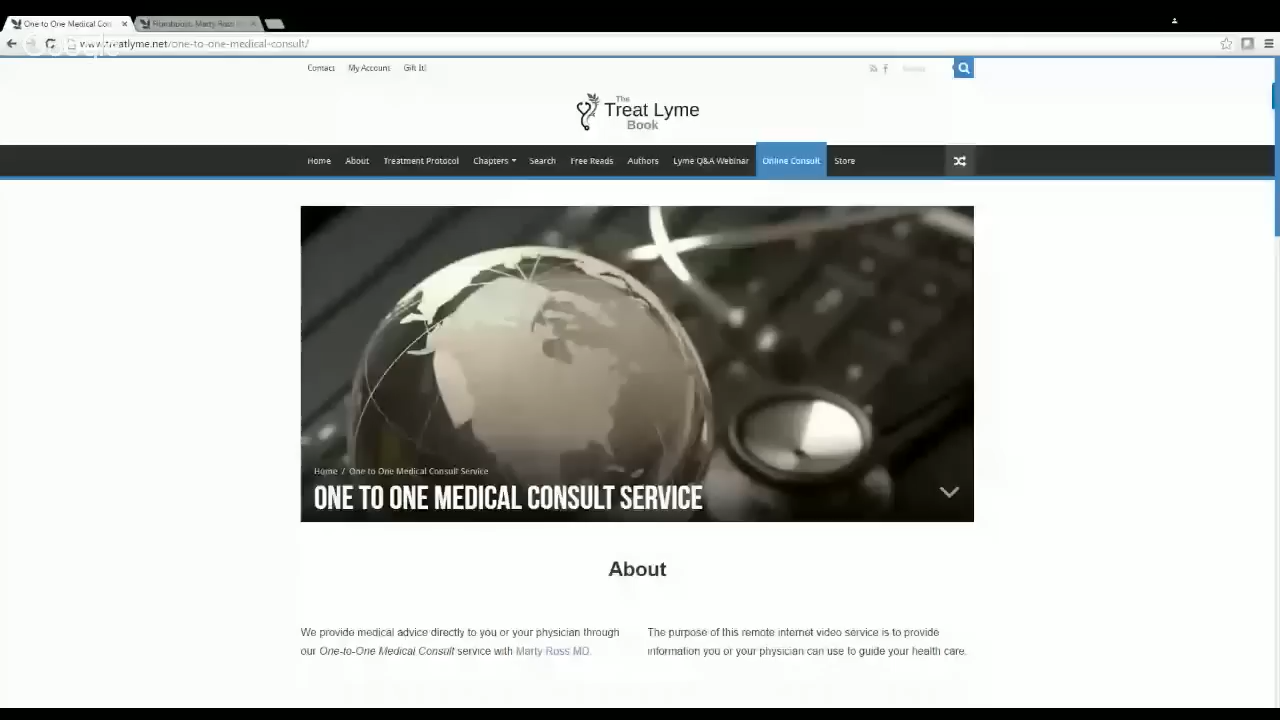 One to One Medical Con
www.treatlyme.net/one-to-one-medical-consult/
Contact My Account Gift It!
The
Treat Lyme
Book
Home About Treatment Protocol Chapters Search Free Reads Authors Lyme Q&A Webinar Online Consult Store
Home / One to One Medical Consult Service
ONE TO ONE MEDICAL CONSULT SERVICE
About
We provide medical advice directly to you or your physician through
our One-to-One Medical Consult service with Marty Ross MD.
The purpose of this remote internet video service is to provide
information you or your physician can use to guide your health care.